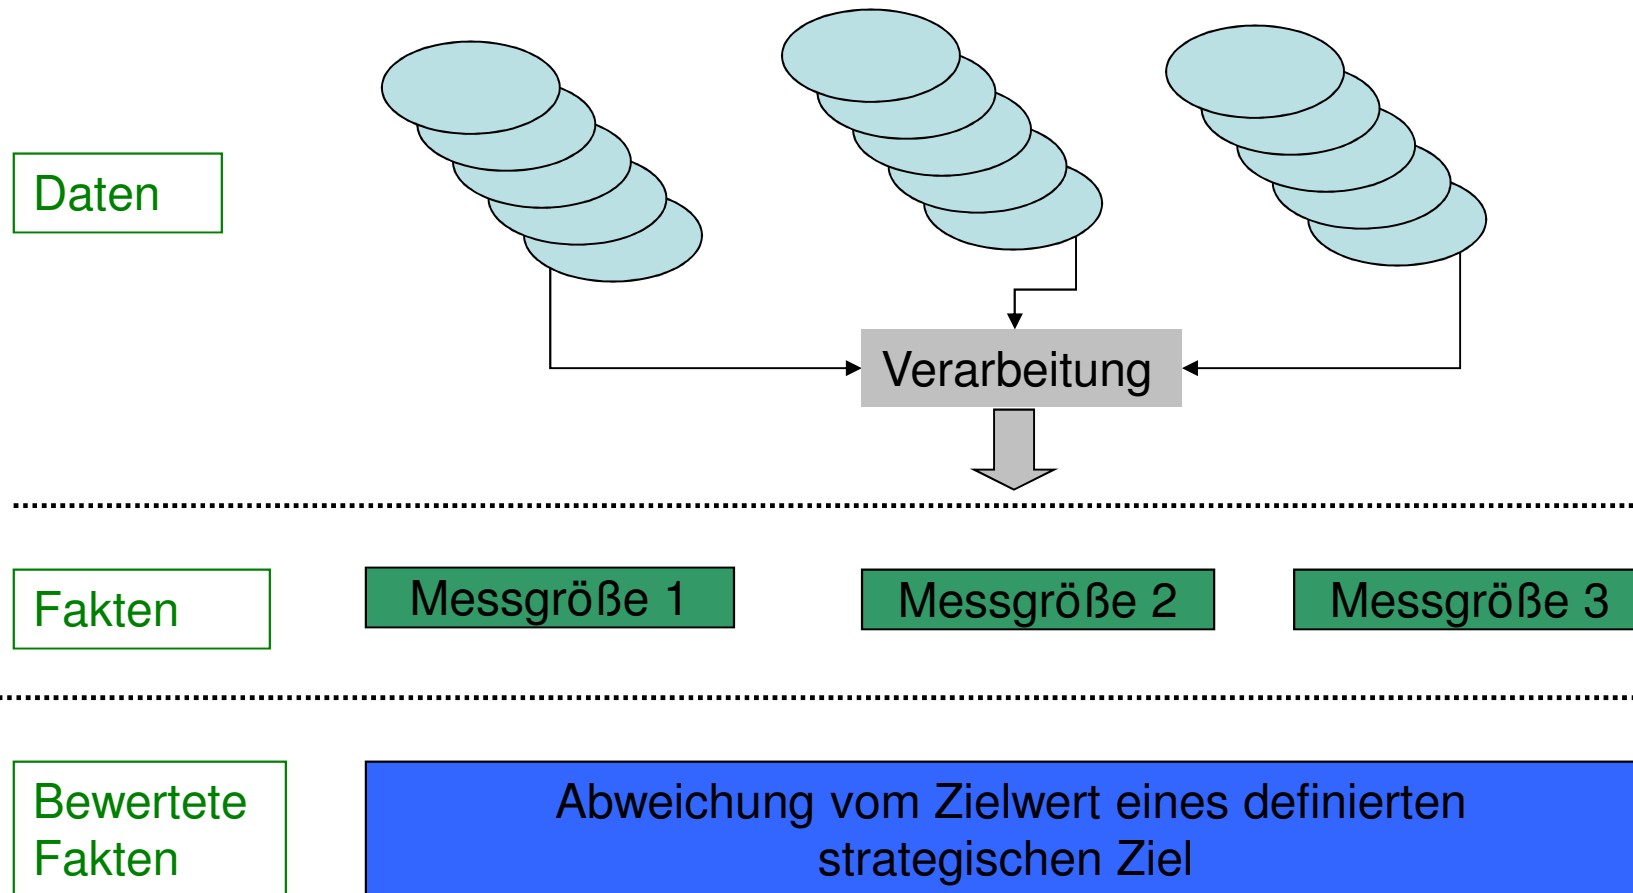 Daten
Verarbeitung
Fakten
Messgröße 1
Messgröße 2
Messgröße 3
Bewertete
Fakten
Abweichung vom Zielwert eines definierten
strategischen Ziel